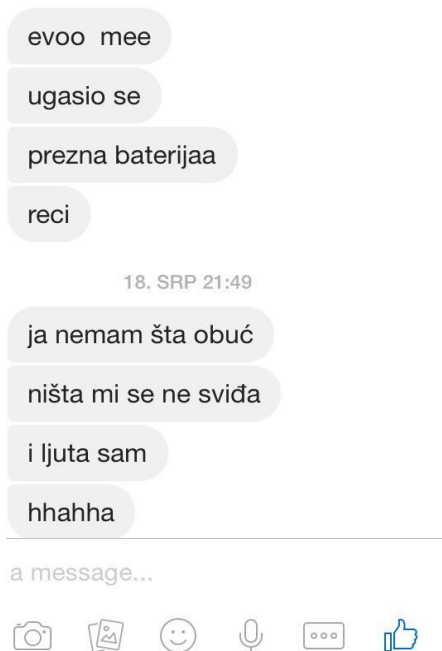 evoo  mee
ugasio se
prezna baterijaa
reci
18. SRP 21:49
ja nemam šta obuć
ništa mi se ne sviđa
i ljuta sam
hhahha
a message...